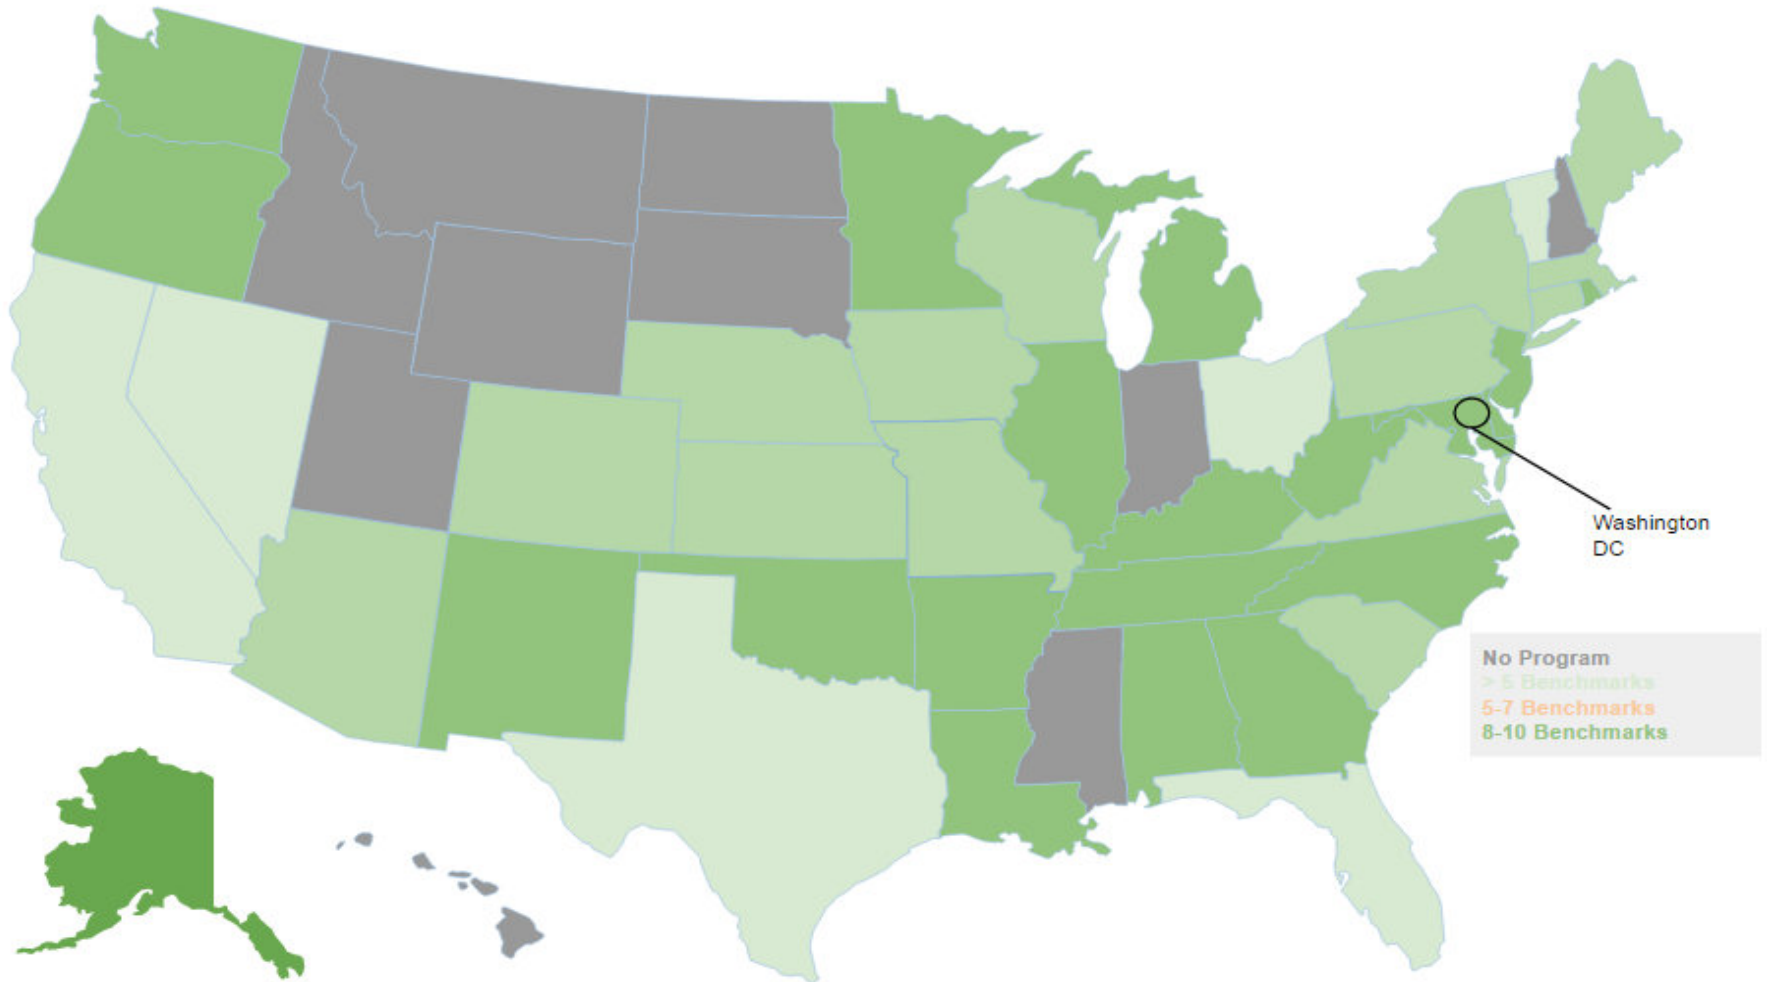 Washington
DC
No Program
> 5 Benchmarks
5-7 Benchmarks
8-10 Benchmarks